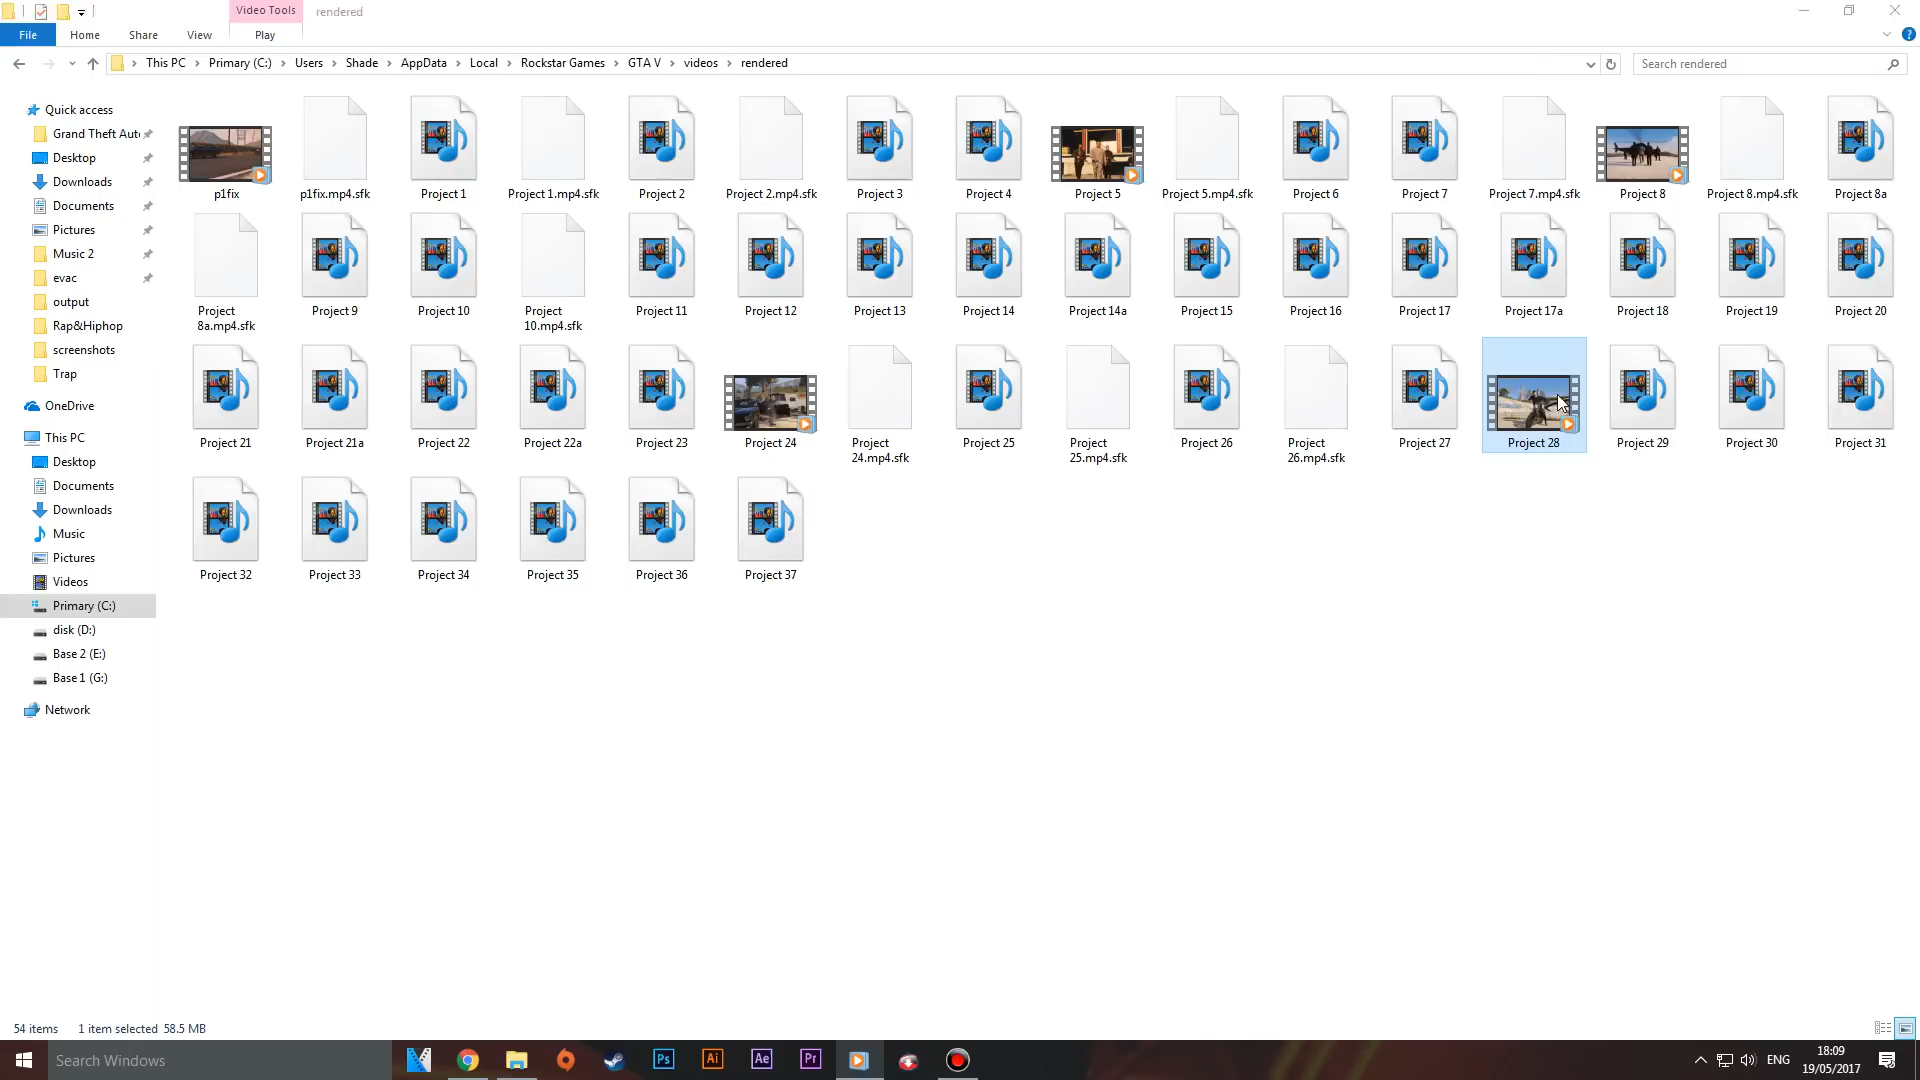 Video Tools
rendered
File
Home
Share
View
Play
This PC
Primary (C:)
Users
Shade
AppData
Local
Rockstar Games
GTA V
videos
rendered
Search rendered
Quick access
Grand Theft Aut
Desktop
Downloads
Documents
Pictures
Music 2
evac
output
Rap&Hiphop
screenshots
Trap
OneDrive
This PC
Desktop
Documents
Downloads
Music
Pictures
Videos
Primary (C:)
disk (D:)
Base 2 (E:)
Base 1 (G:)
Network
p1fix
p1fix.mp4.sfk
Project 1
Project 1.mp4.sfk
Project 2
Project 2.mp4.sfk
Project 3
Project 4
Project 5
Project 5.mp4.sfk
Project 6
Project 7
Project 7.mp4.sfk
Project 8
Project 8.mp4.sfk
Project 8a
Project
8a.mp4.sfk
Project 9
Project 10
Project
10.mp4.sfk
Project 11
Project 12
Project 13
Project 14
Project 14a
Project 15
Project 16
Project 17
Project 17a
Project 18
Project 19
Project 20
Project 21
Project 21a
Project 22
Project 22a
Project 23
Project 24
Project
24.mp4.sfk
Project 25
Project
25.mp4.sfk
Project 26
Project
26.mp4.sfk
Project 27
Project 28
Project 29
Project 30
Project 31
Project 32
Project 33
Project 34
Project 35
Project 36
Project 37
54 items
1 item selected 58.5 MB
Search Windows
Ps
Ai
Ae
Pr
ENG
18:09
19/05/2017